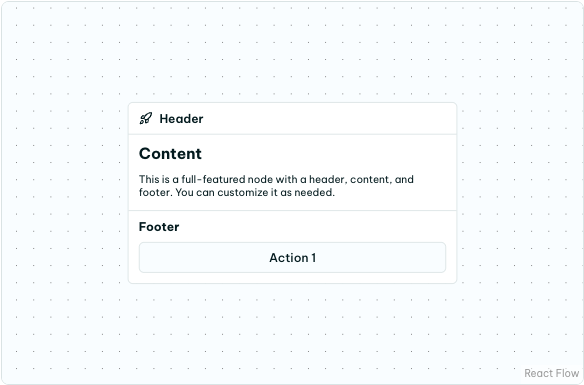 Header
Content
This is a full-featured node with a header, content, and
footer. You can customize it as needed.
Footer
Action 1
React Flow